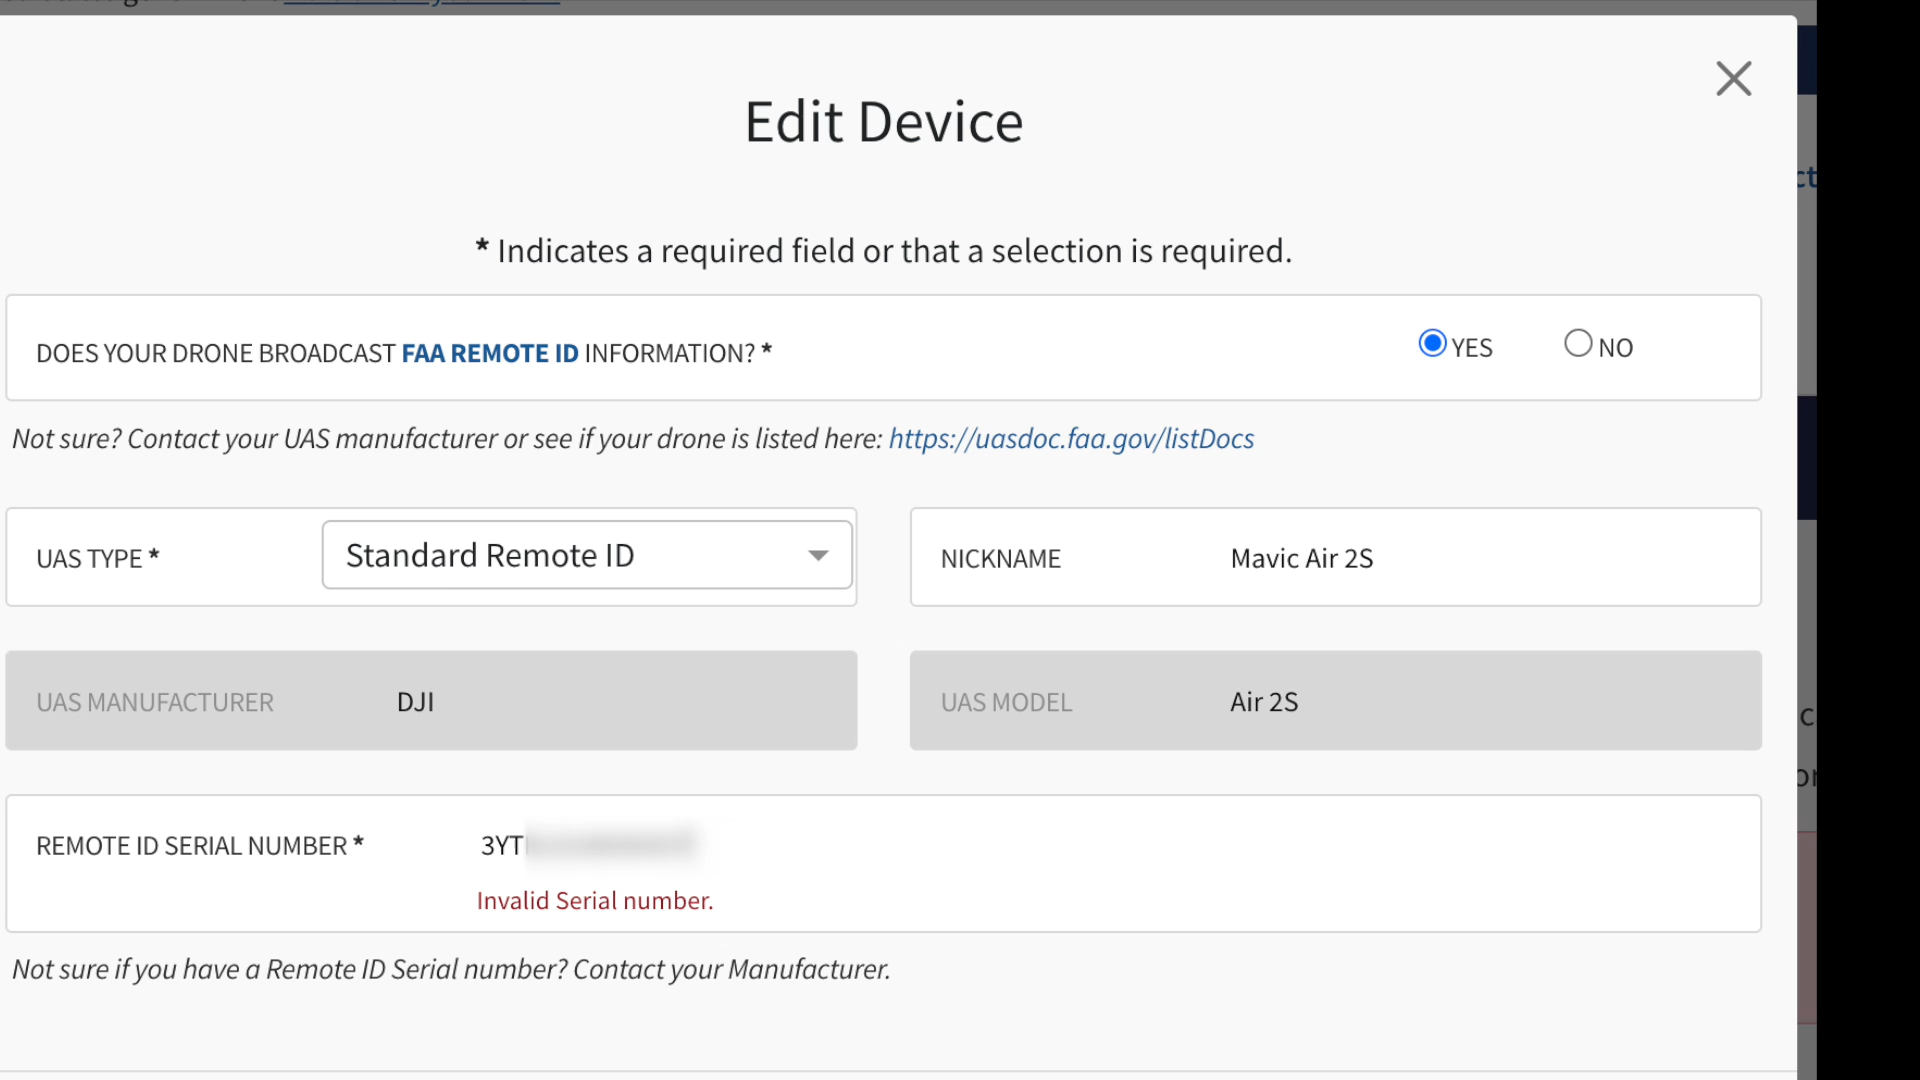 Edit Device
* Indicates a required field or that a selection is required.
DOES YOUR DRONE BROADCAST FAA REMOTE ID INFORMATION? * YES NO
Not sure? Contact your UAS manufacturer or see if your drone is listed here: https://uasdoc.faa.gov/listDocs
UAS TYPE * Standard Remote ID NICKNAME Mavic Air 2S
UAS MANUFACTURER DJI UAS MODEL Air 2S
REMOTE ID SERIAL NUMBER * 3YT
Invalid Serial number.
Not sure if you have a Remote ID Serial number? Contact your Manufacturer.